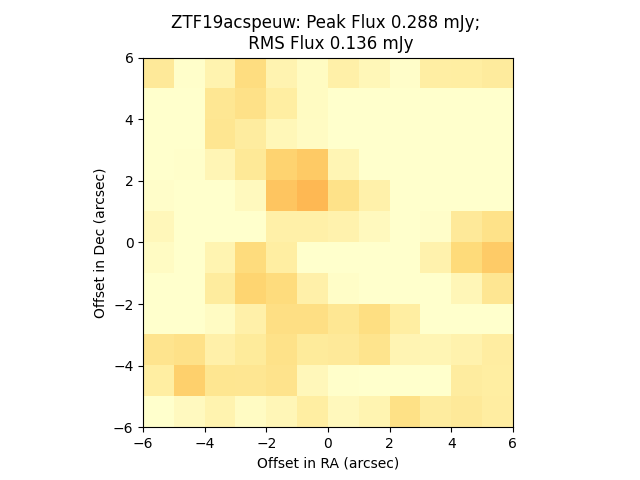 ZTF19acspeuw: Peak Flux 0.288 mJy;
RMS Flux 0.136 mJy
6
4
2
0
−2
−4
−6
Offset in Dec (arcsec)
−6 −4 −2 0 2 4 6
Offset in RA (arcsec)